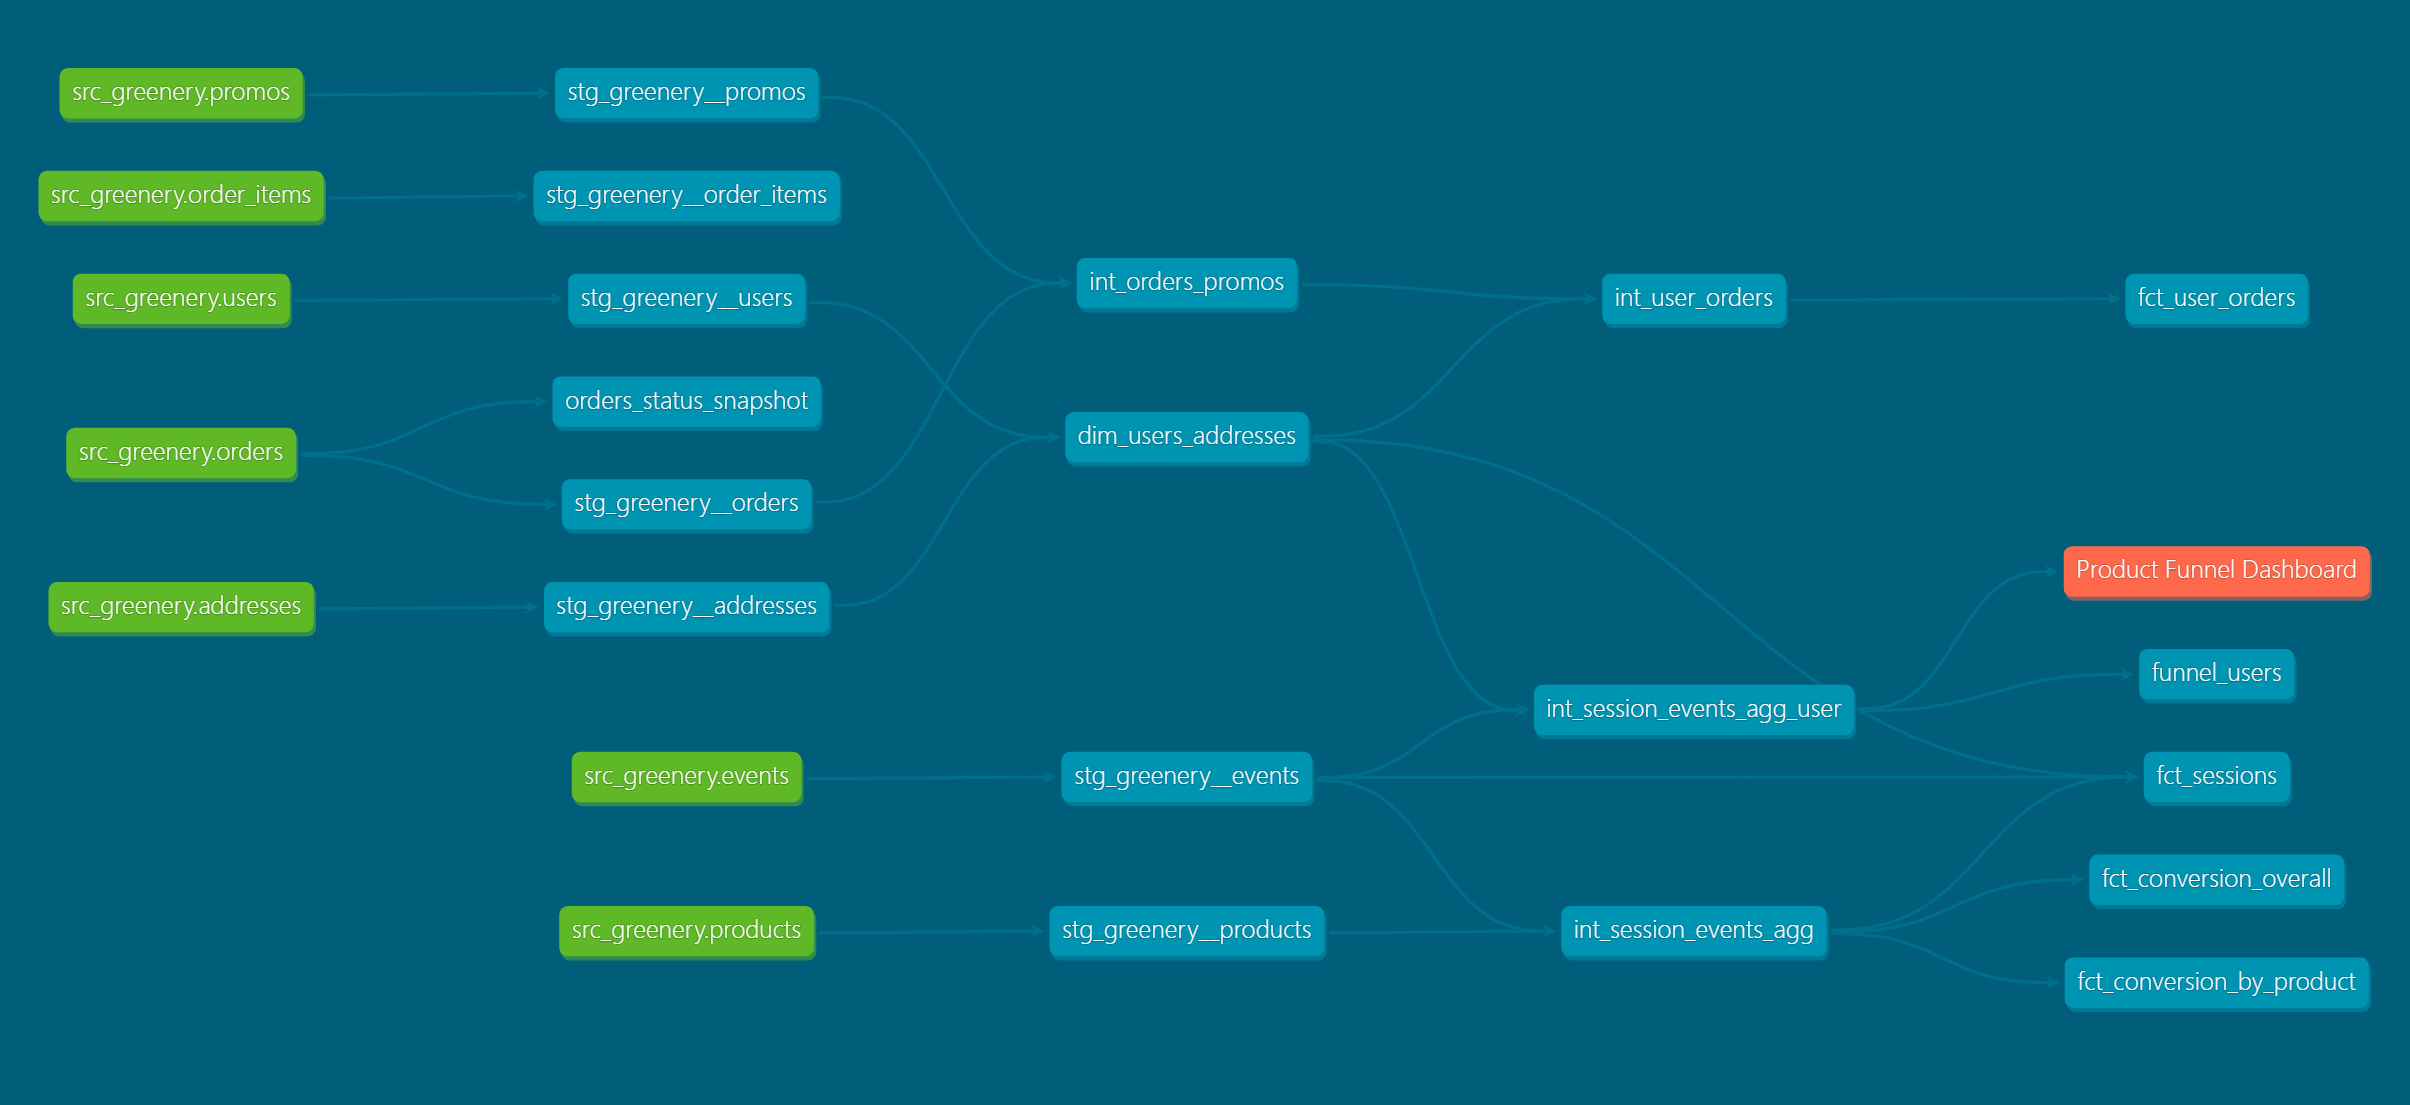 src_greenery.promos
stg_greenery__promos
src_greenery.order_items
stg_greenery__order_items
src_greenery.users
stg_greenery__users
int_orders_promos
int_user_orders
fct_user_orders
orders_status_snapshot
src_greenery.orders
dim_users_addresses
stg_greenery__orders
src_greenery.addresses
stg_greenery__addresses
Product Funnel Dashboard
funnel_users
int_session_events_agg_user
src_greenery.events
stg_greenery__events
fct_sessions
fct_conversion_overall
src_greenery.products
stg_greenery__products
int_session_events_agg
fct_conversion_by_product